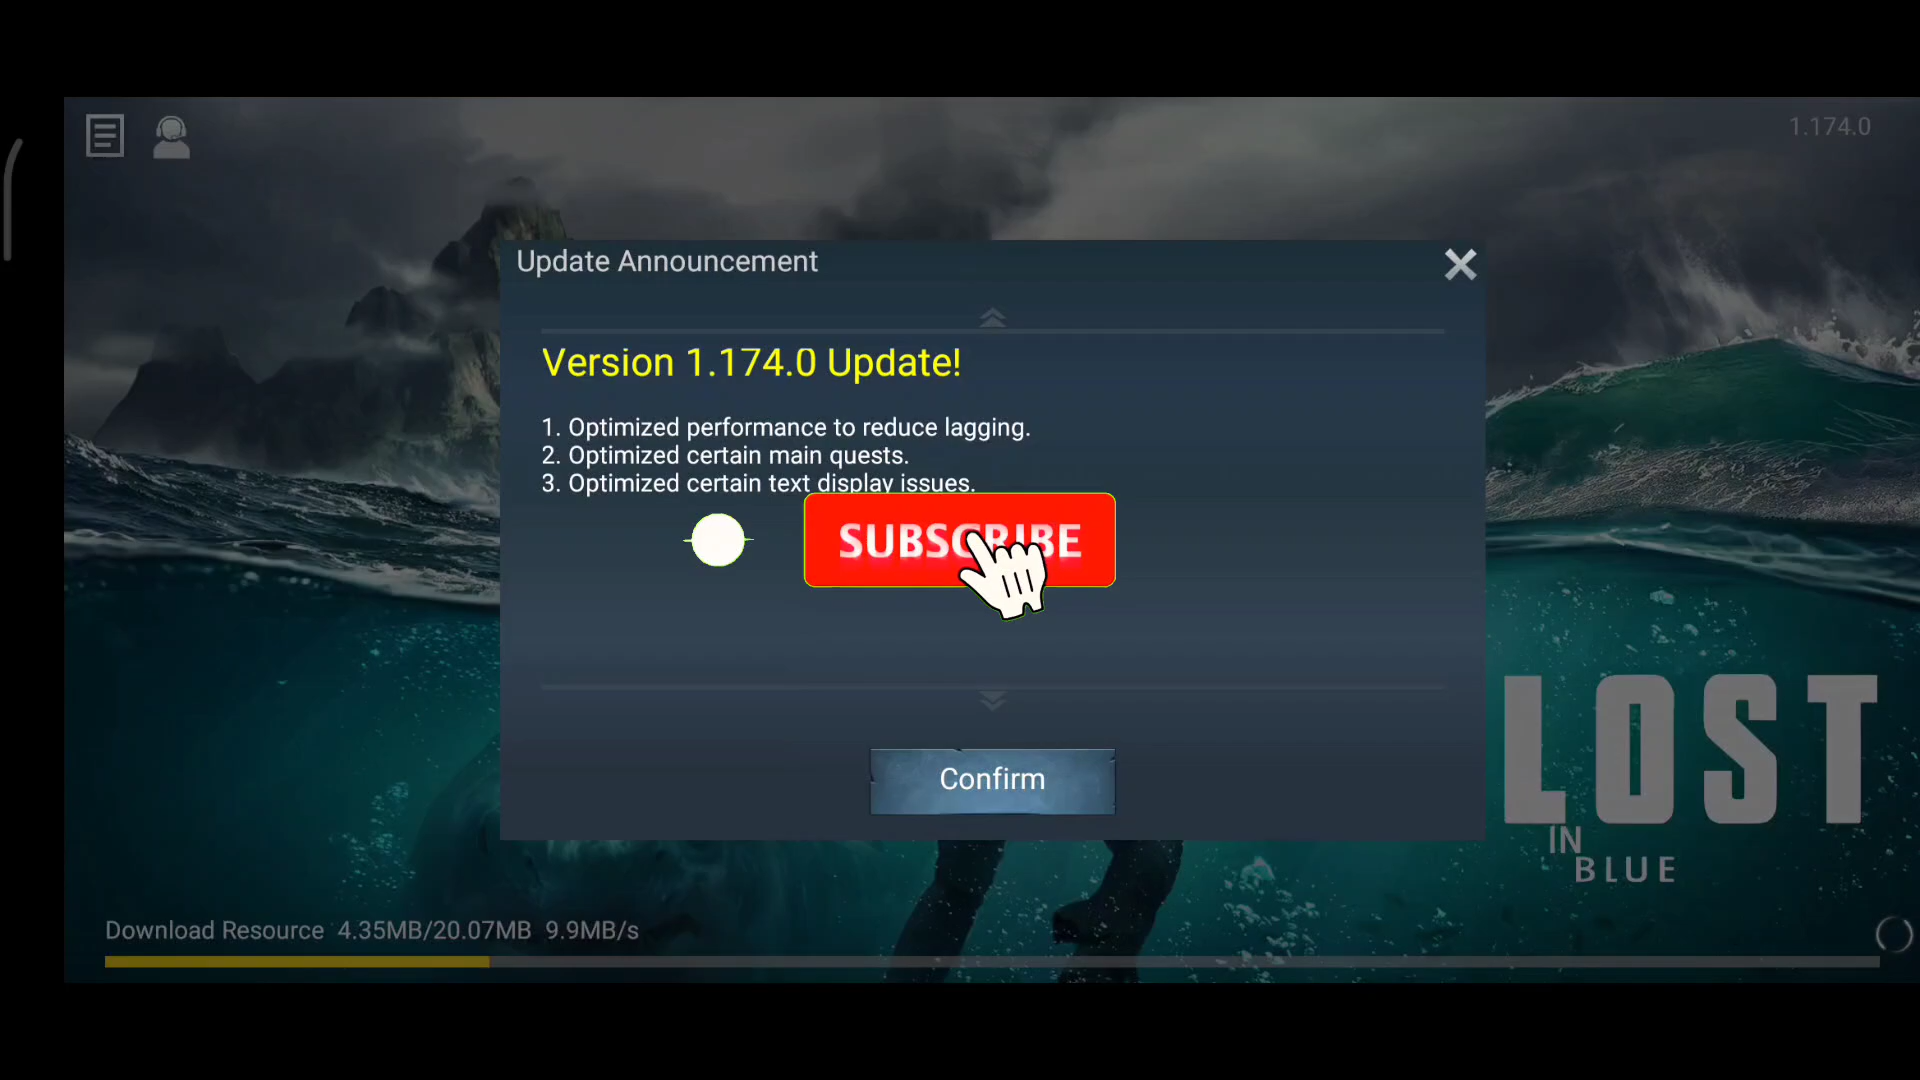 1.174.0
Update Announcement
Version 1.174.0 Update!
1. Optimized performance to reduce lagging.
2. Optimized certain main quests.
3. Optimized certain text display issues.
SUBSCRIBE
Confirm
LOST
IN
BLUE
Download Resource 4.35MB/20.07MB 9.9MB/s